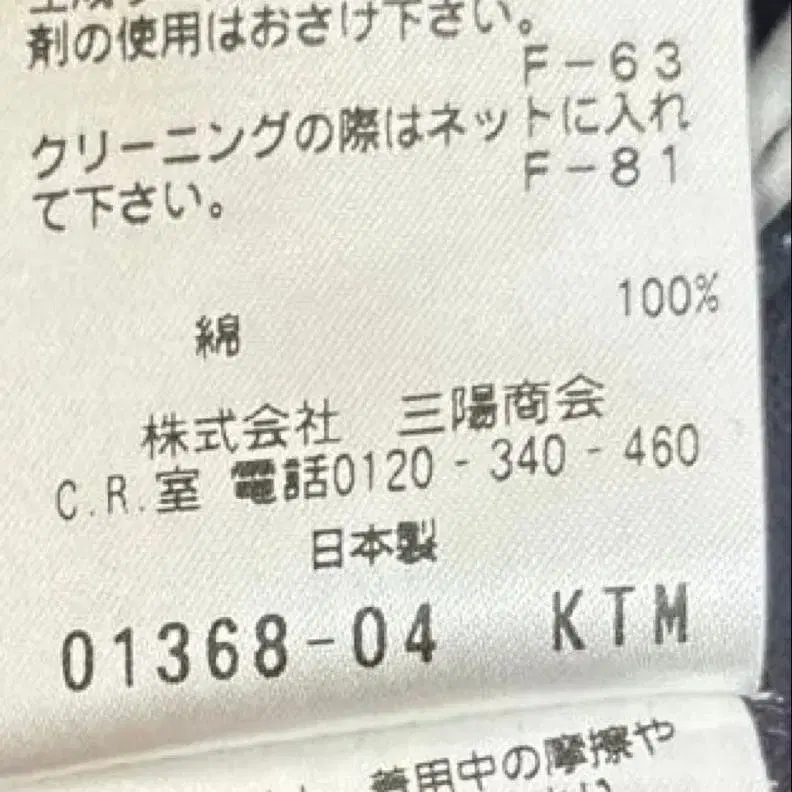 剤の使用はおさけ下さい。
F-63
クリーニングの際はネットに入れ
て下さい。
F-81
綿 100%
株式会社 三陽商会
C.R.室 電話0120-340-460
日本製
01368-04 KTM
着用中の摩擦や